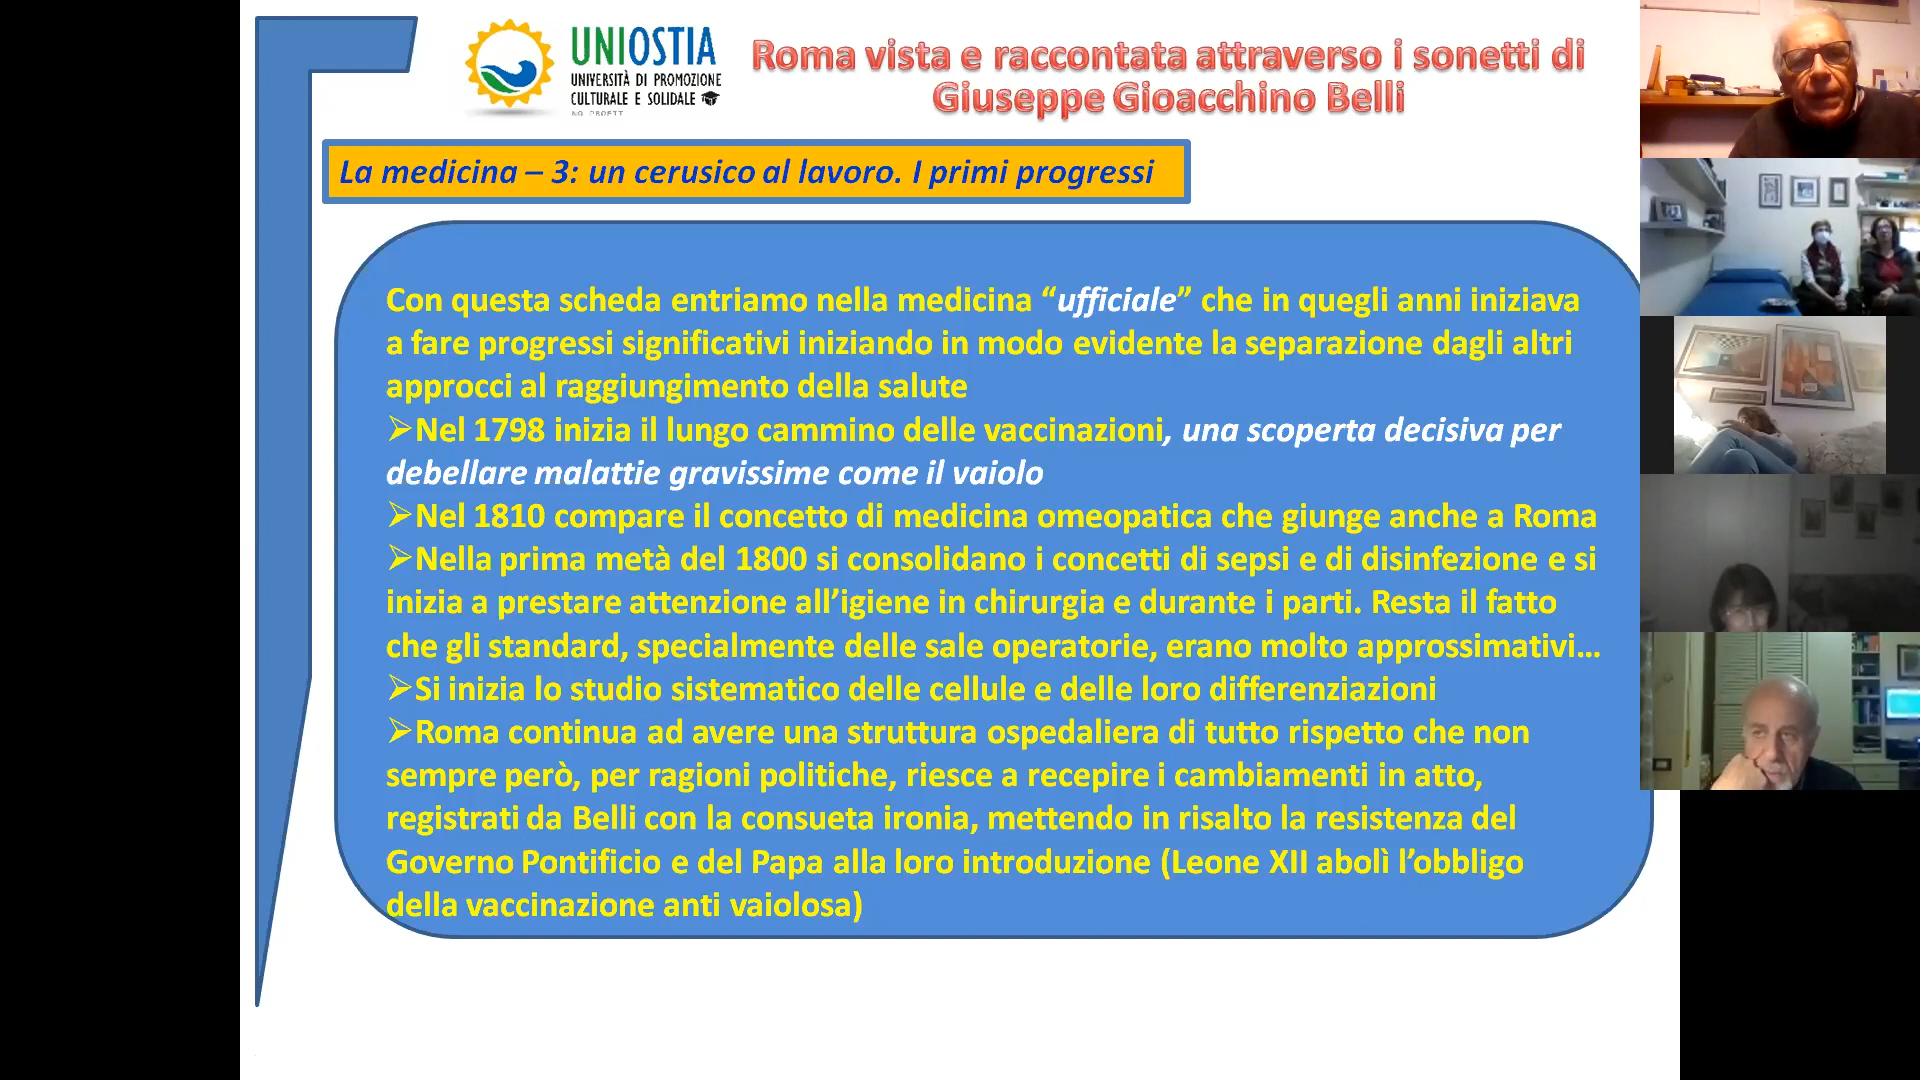 UNIOSTIA
UNIVERSITÀ DI PROMOZIONE
CULTURALE E SOLIDALE
NO PROFIT
Roma vista e raccontata attraverso i sonetti di
Giuseppe Gioacchino Belli
La medicina – 3: un cerusico al lavoro. I primi progressi
Con questa scheda entriamo nella medicina “ufficiale” che in quegli anni iniziava
a fare progressi significativi iniziando in modo evidente la separazione dagli altri
approcci al raggiungimento della salute
➢Nel 1798 inizia il lungo cammino delle vaccinazioni, una scoperta decisiva per
debellare malattie gravissime come il vaiolo
➢Nel 1810 compare il concetto di medicina omeopatica che giunge anche a Roma
➢Nella prima metà del 1800 si consolidano i concetti di sepsi e di disinfezione e si
inizia a prestare attenzione all’igiene in chirurgia e durante i parti. Resta il fatto
che gli standard, specialmente delle sale operatorie, erano molto approssimativi…
➢Si inizia lo studio sistematico delle cellule e delle loro differenziazioni
➢Roma continua ad avere una struttura ospedaliera di tutto rispetto che non
sempre però, per ragioni politiche, riesce a recepire i cambiamenti in atto,
registrati da Belli con la consueta ironia, mettendo in risalto la resistenza del
Governo Pontificio e del Papa alla loro introduzione (Leone XII abolì l’obbligo
della vaccinazione anti vaiolosa)